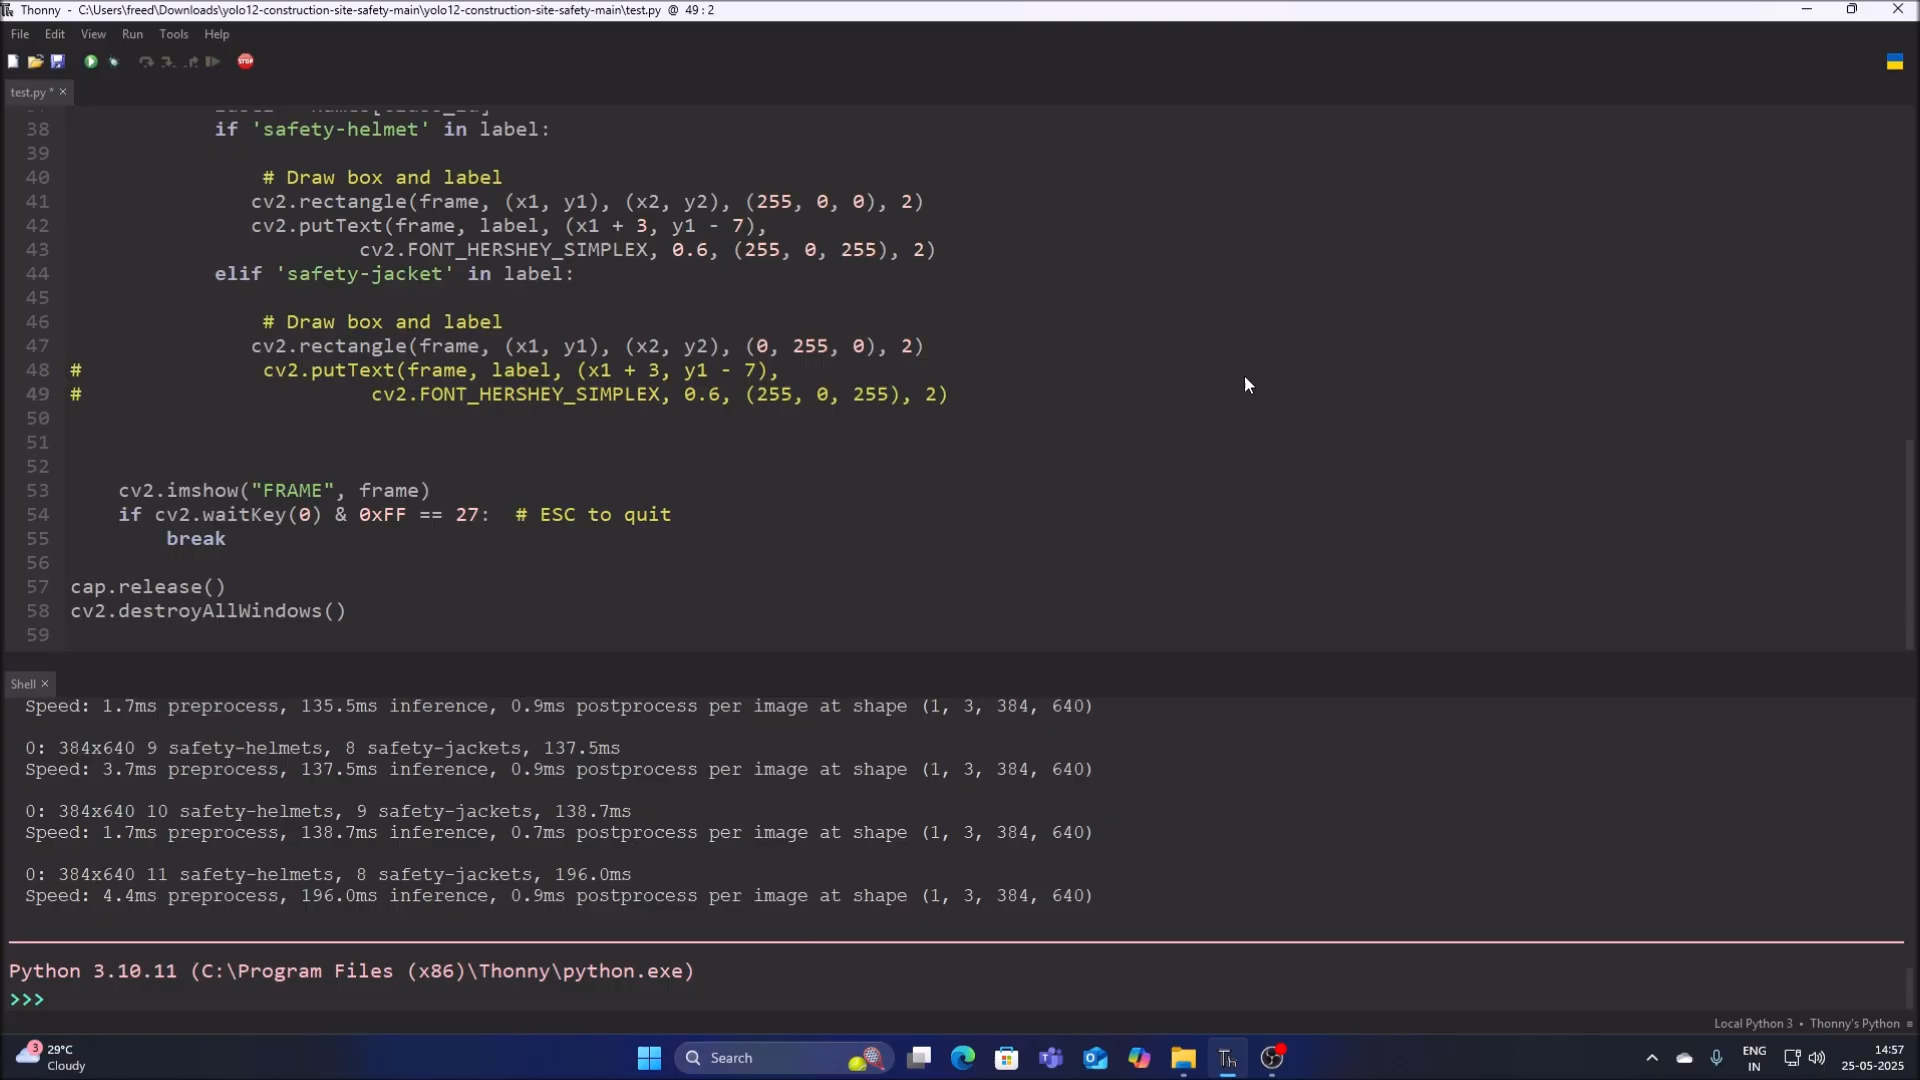 Thonny - C:\Users\freed\Downloads\yolo12-construction-site-safety-main\yolo12-construction-site-safety-main\test.py @ 49 : 2
File Edit View Run Tools Help
STOP
test.py * ×
38 if 'safety-helmet' in label:
39
40 # Draw box and label
41 cv2.rectangle(frame, (x1, y1), (x2, y2), (255, 0, 0), 2)
42 cv2.putText(frame, label, (x1 + 3, y1 - 7),
43 cv2.FONT_HERSHEY_SIMPLEX, 0.6, (255, 0, 255), 2)
44 elif 'safety-jacket' in label:
45
46 # Draw box and label
47 cv2.rectangle(frame, (x1, y1), (x2, y2), (0, 255, 0), 2)
48 # cv2.putText(frame, label, (x1 + 3, y1 - 7),
49 # cv2.FONT_HERSHEY_SIMPLEX, 0.6, (255, 0, 255), 2)
50
51
52
53 cv2.imshow("FRAME", frame)
54 if cv2.waitKey(0) & 0xFF == 27: # ESC to quit
55 break
56
57 cap.release()
58 cv2.destroyAllWindows()
59
Shell ×
Speed: 1.7ms preprocess, 135.5ms inference, 0.9ms postprocess per image at shape (1, 3, 384, 640)
0: 384x640 9 safety-helmets, 8 safety-jackets, 137.5ms
Speed: 3.7ms preprocess, 137.5ms inference, 0.9ms postprocess per image at shape (1, 3, 384, 640)
0: 384x640 10 safety-helmets, 9 safety-jackets, 138.7ms
Speed: 1.7ms preprocess, 138.7ms inference, 0.7ms postprocess per image at shape (1, 3, 384, 640)
0: 384x640 11 safety-helmets, 8 safety-jackets, 196.0ms
Speed: 4.4ms preprocess, 196.0ms inference, 0.9ms postprocess per image at shape (1, 3, 384, 640)
Python 3.10.11 (C:\Program Files (x86)\Thonny\python.exe)
>>>
Local Python 3 • Thonny's Python ≡
3 29°C
Cloudy
Search
ENG
IN
14:57
25-05-2025